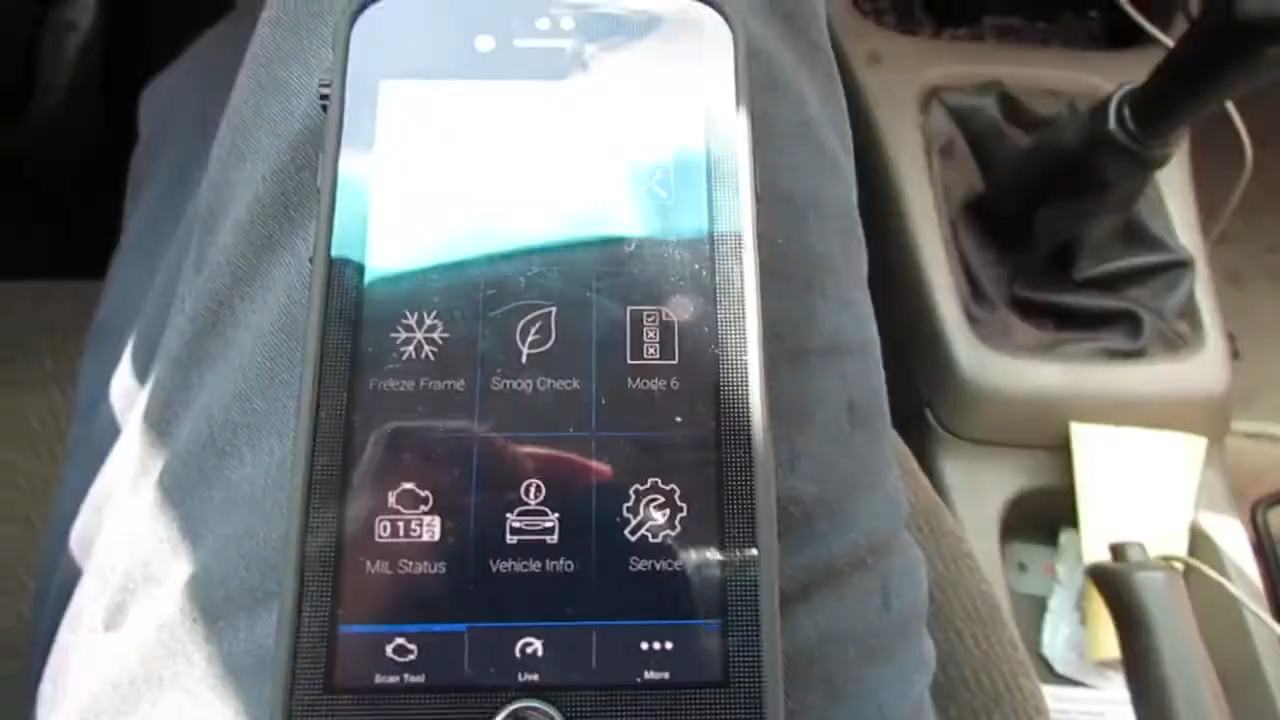 Freeze Frame Smog Check Mode 6
015
MIL Status Vehicle Info Service
Scan Tool Live More